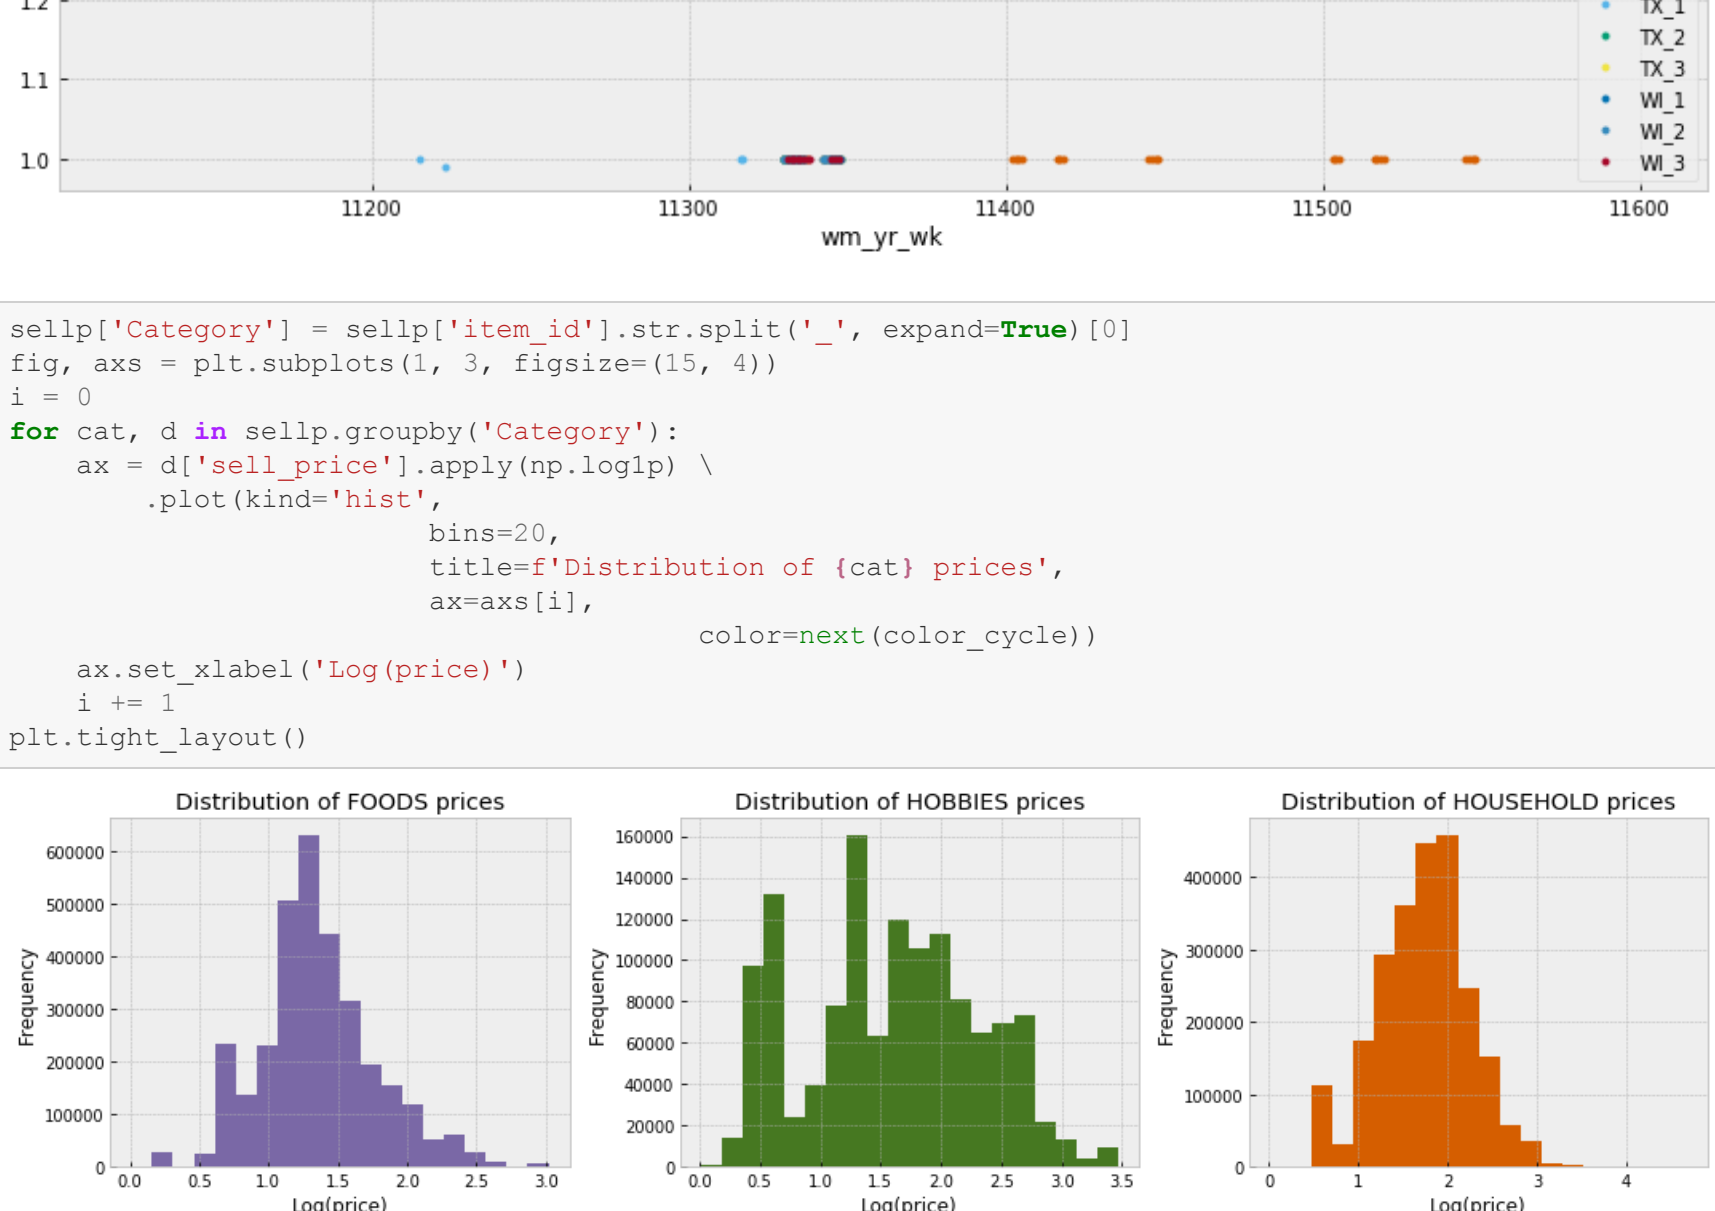 1.2
TX_1
TX_2
1.1
TX_3
WI_1
WI_2
1.0
WI_3
11200 11300 11400 11500 11600
wm_yr_wk
sellp['Category'] = sellp['item_id'].str.split('_', expand=True)[0]
fig, axs = plt.subplots(1, 3, figsize=(15, 4))
i = 0
for cat, d in sellp.groupby('Category'):
    ax = d['sell_price'].apply(np.log1p) \
        .plot(kind='hist',
                         bins=20,
                         title=f'Distribution of {cat} prices',
                         ax=axs[i],
                                         color=next(color_cycle))
    ax.set_xlabel('Log(price)')
    i += 1
plt.tight_layout()
Distribution of FOODS prices
600000
500000
400000
300000
200000
100000
0
Frequency
0.0 0.5 1.0 1.5 2.0 2.5 3.0
Log(price)
Distribution of HOBBIES prices
160000
140000
120000
100000
80000
60000
40000
20000
0
Frequency
0.0 0.5 1.0 1.5 2.0 2.5 3.0 3.5
Log(price)
Distribution of HOUSEHOLD prices
400000
300000
200000
100000
0
Frequency
0 1 2 3 4
Log(price)